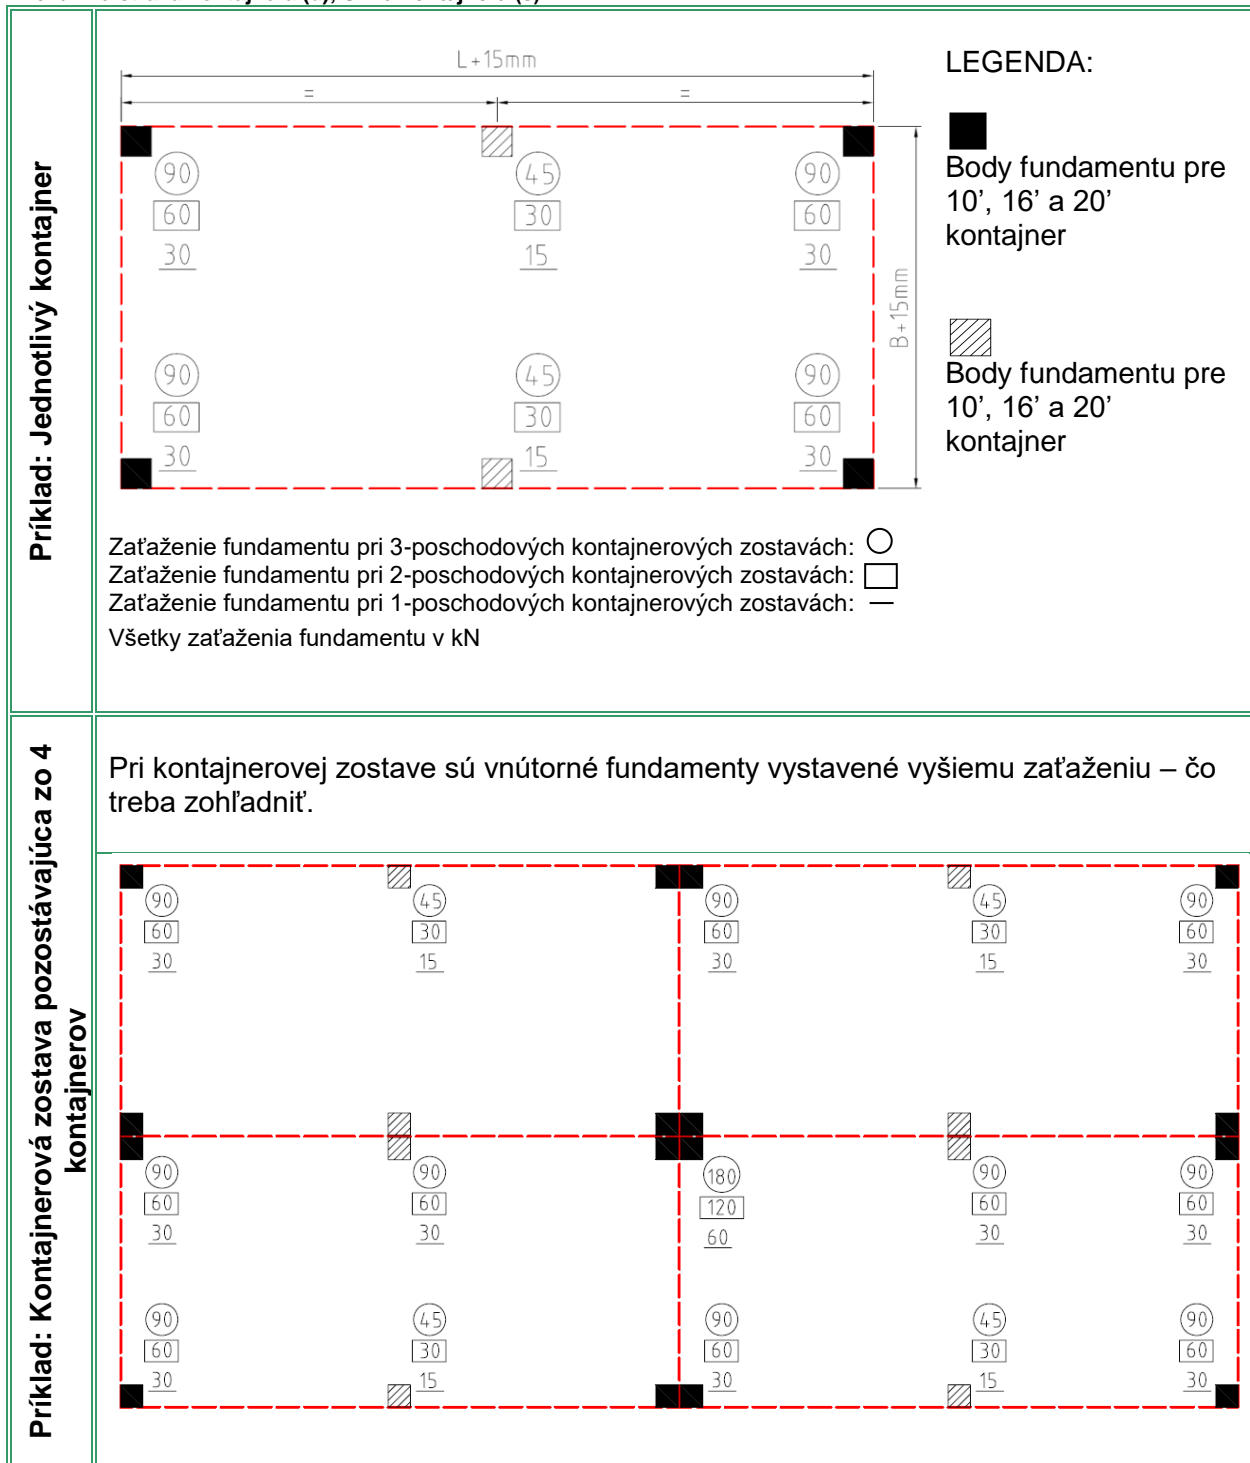 Príklad: Jednotlivý kontajner
L+15mm
= =
90 45 90
60 30 60
30 15 30
B+15mm
90 45 90
60 30 60
30 15 30
LEGENDA:
Body fundamentu pre
10’, 16’ a 20’
kontajner
Body fundamentu pre
10’, 16’ a 20’
kontajner
Zaťaženie fundamentu pri 3-poschodových kontajnerových zostavách:
Zaťaženie fundamentu pri 2-poschodových kontajnerových zostavách:
Zaťaženie fundamentu pri 1-poschodových kontajnerových zostavách:
Všetky zaťaženia fundamentu v kN
Príklad: Kontajnerová zostava pozostávajúca zo 4
kontajnerov
Pri kontajnerovej zostave sú vnútorné fundamenty vystavené vyšiemu zaťaženiu – čo
treba zohľadniť.
90 45 90 45 90
60 30 60 30 60
30 15 30 15 30
90 90 180 90 90
60 60 120 60 60
30 30 60 30 30
90 45 90 45 90
60 30 60 30 60
30 15 30 15 30